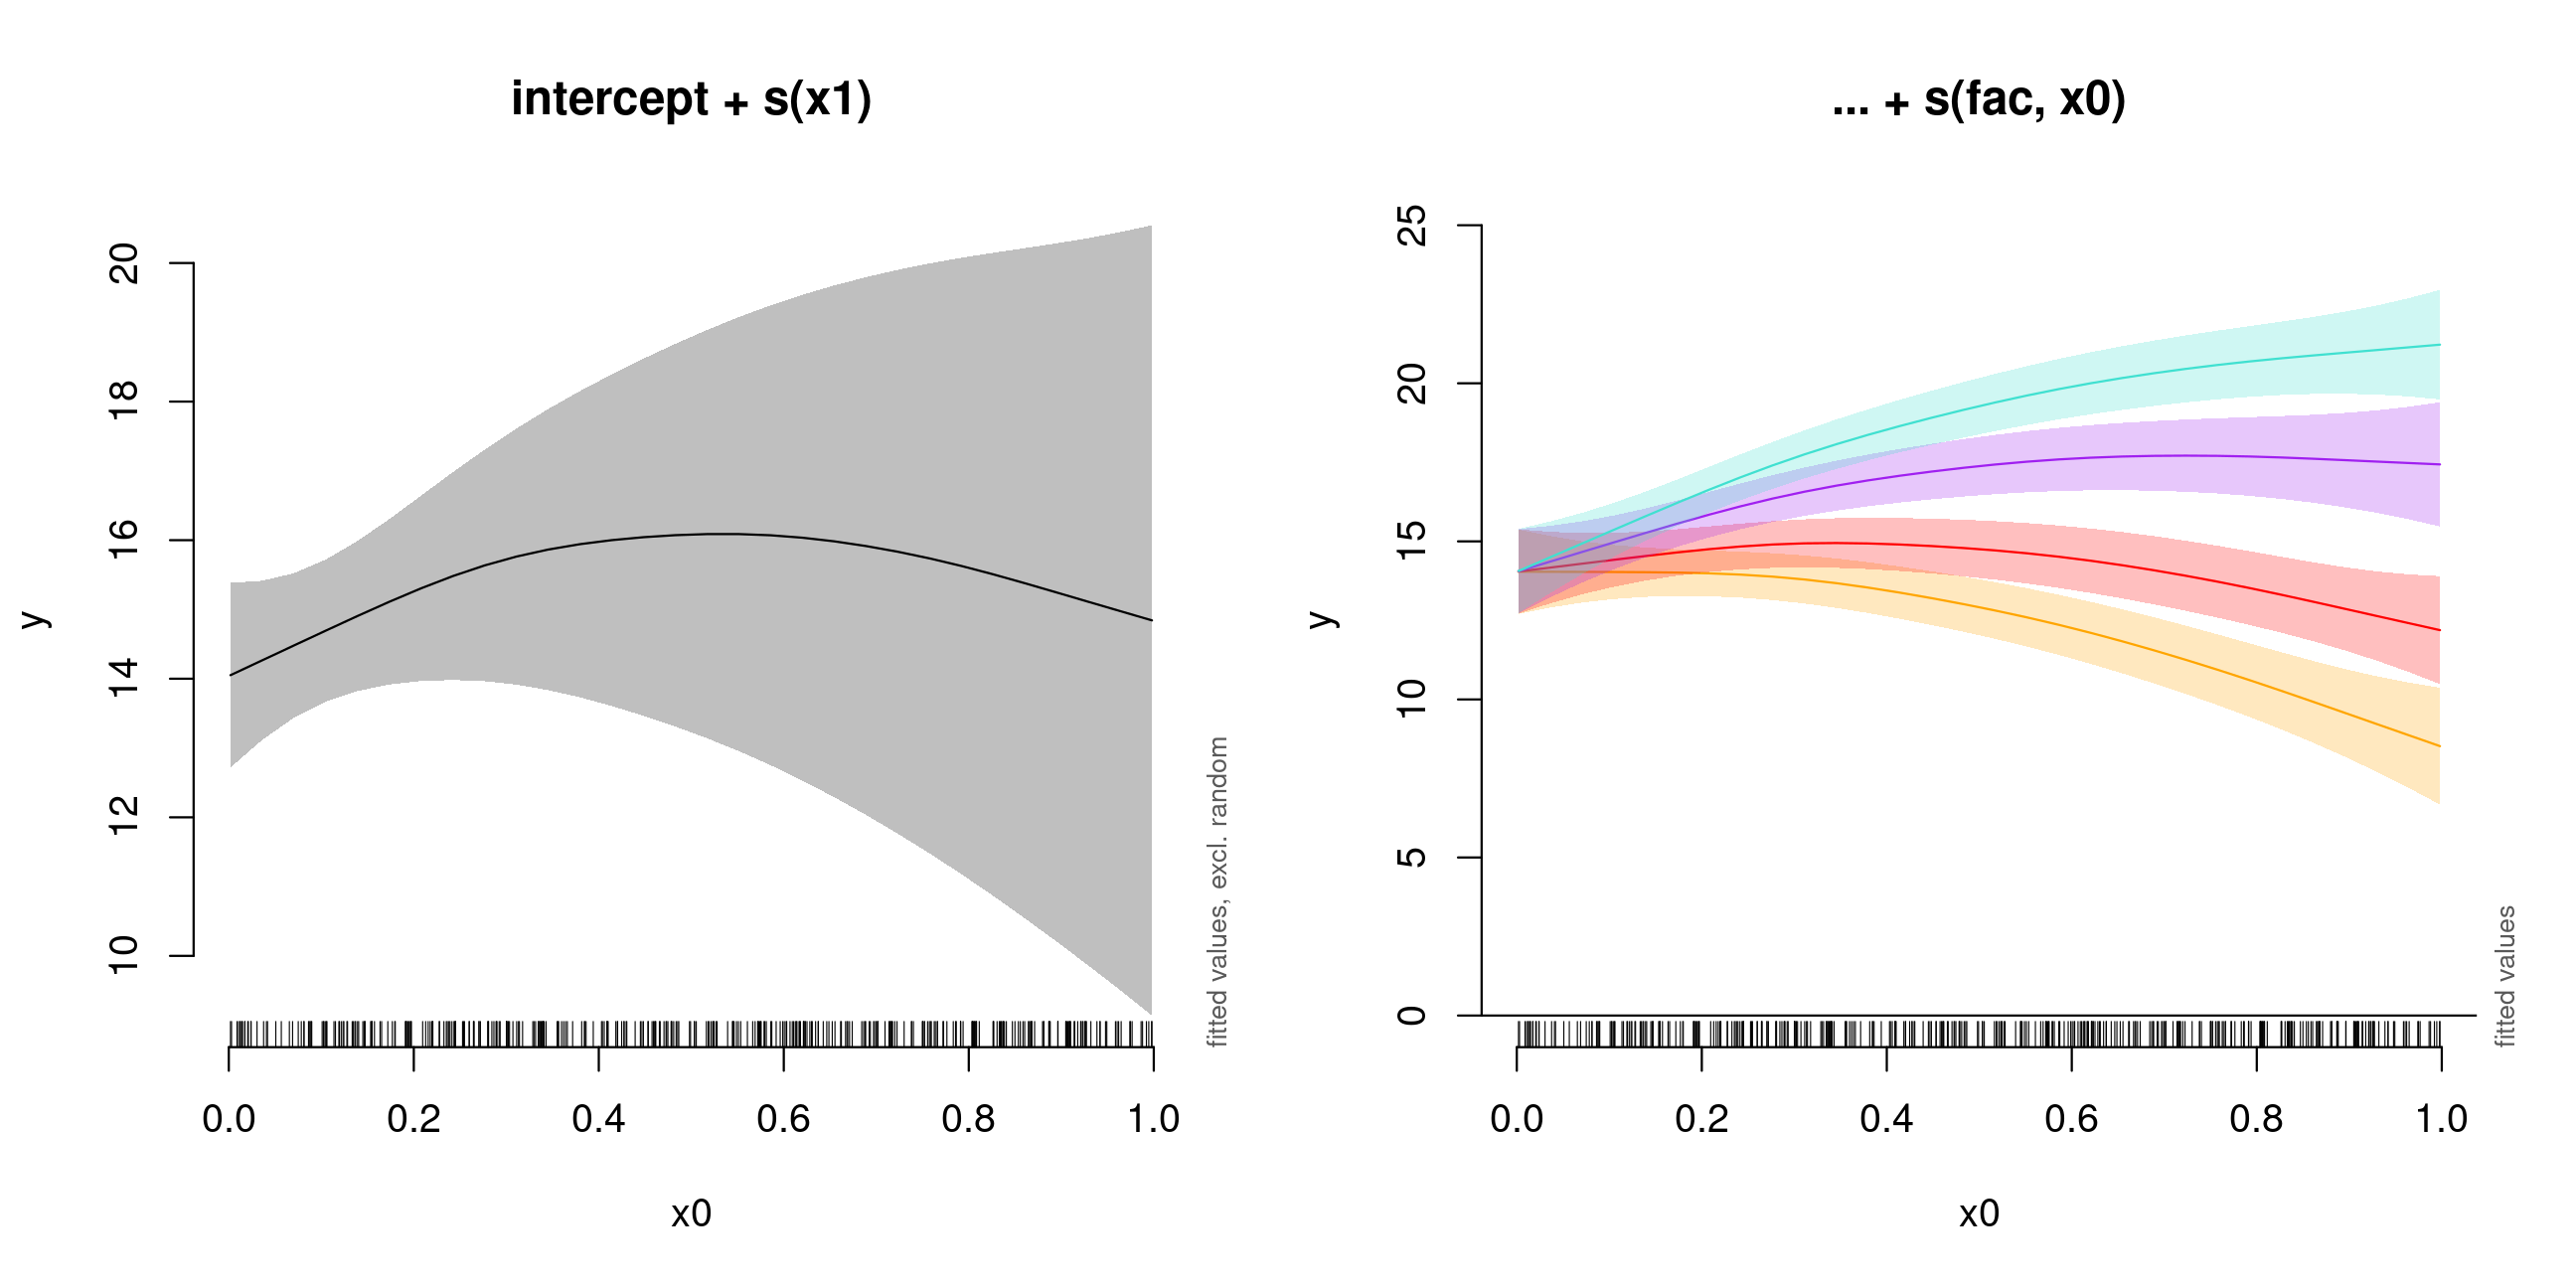 intercept + s(x1)
y
20
18
16
14
12
10
0.0 0.2 0.4 0.6 0.8 1.0
x0
fitted values, excl. random
... + s(fac, x0)
y
25
20
15
10
5
0
0.0 0.2 0.4 0.6 0.8 1.0
x0
fitted values